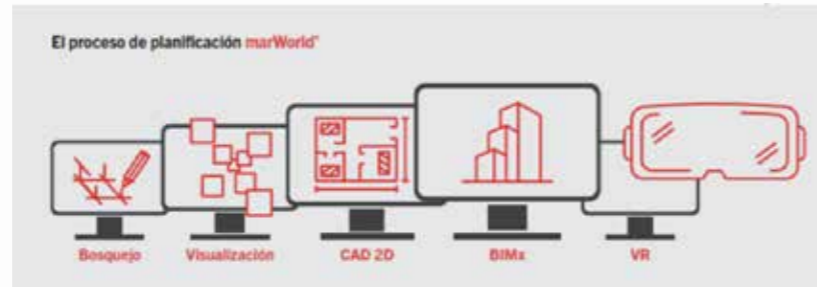 El proceso de planificación marWorld°
Bosquejo
Visualización
CAD 2D
BIMx
VR